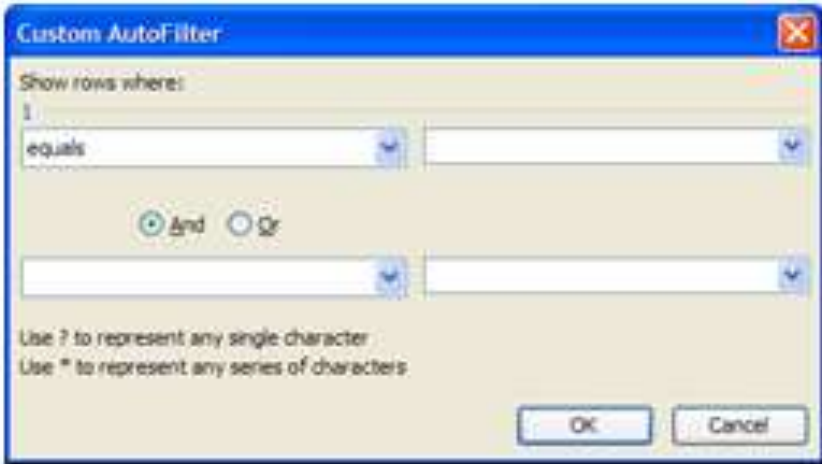 Custom AutoFilter
Show rows where:
1
equals
And Or
Use ? to represent any single character
Use * to represent any series of characters
OK Cancel